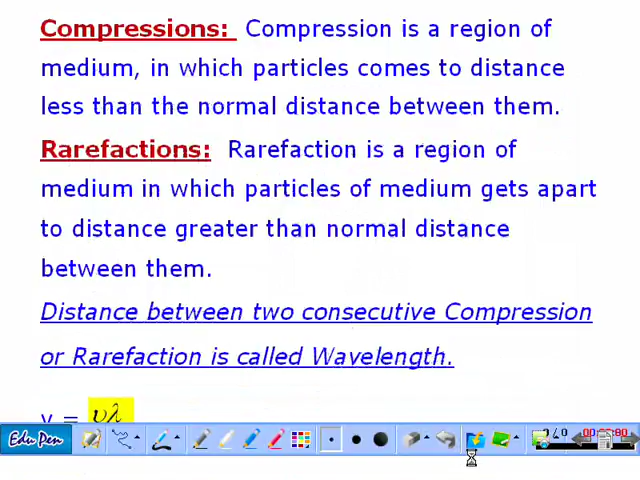 Compressions: Compression is a region of
medium, in which particles comes to distance
less than the normal distance between them.
Rarefactions: Rarefaction is a region of
medium in which particles of medium gets apart
to distance greater than normal distance
between them.
Distance between two consecutive Compression
or Rarefaction is called Wavelength.
v = υλ
Edu Pen